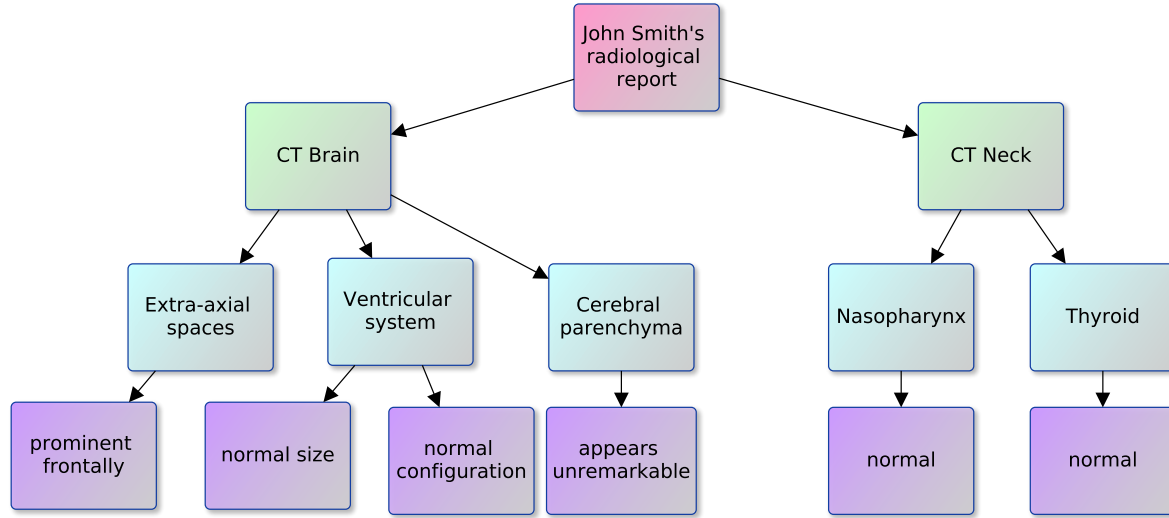 John Smith's
radiological
report
CT Brain
CT Neck
Extra-axial
spaces
Ventricular
system
Cerebral
parenchyma
Nasopharynx
Thyroid
prominent
frontally
normal size
normal
configuration
appears
unremarkable
normal
normal